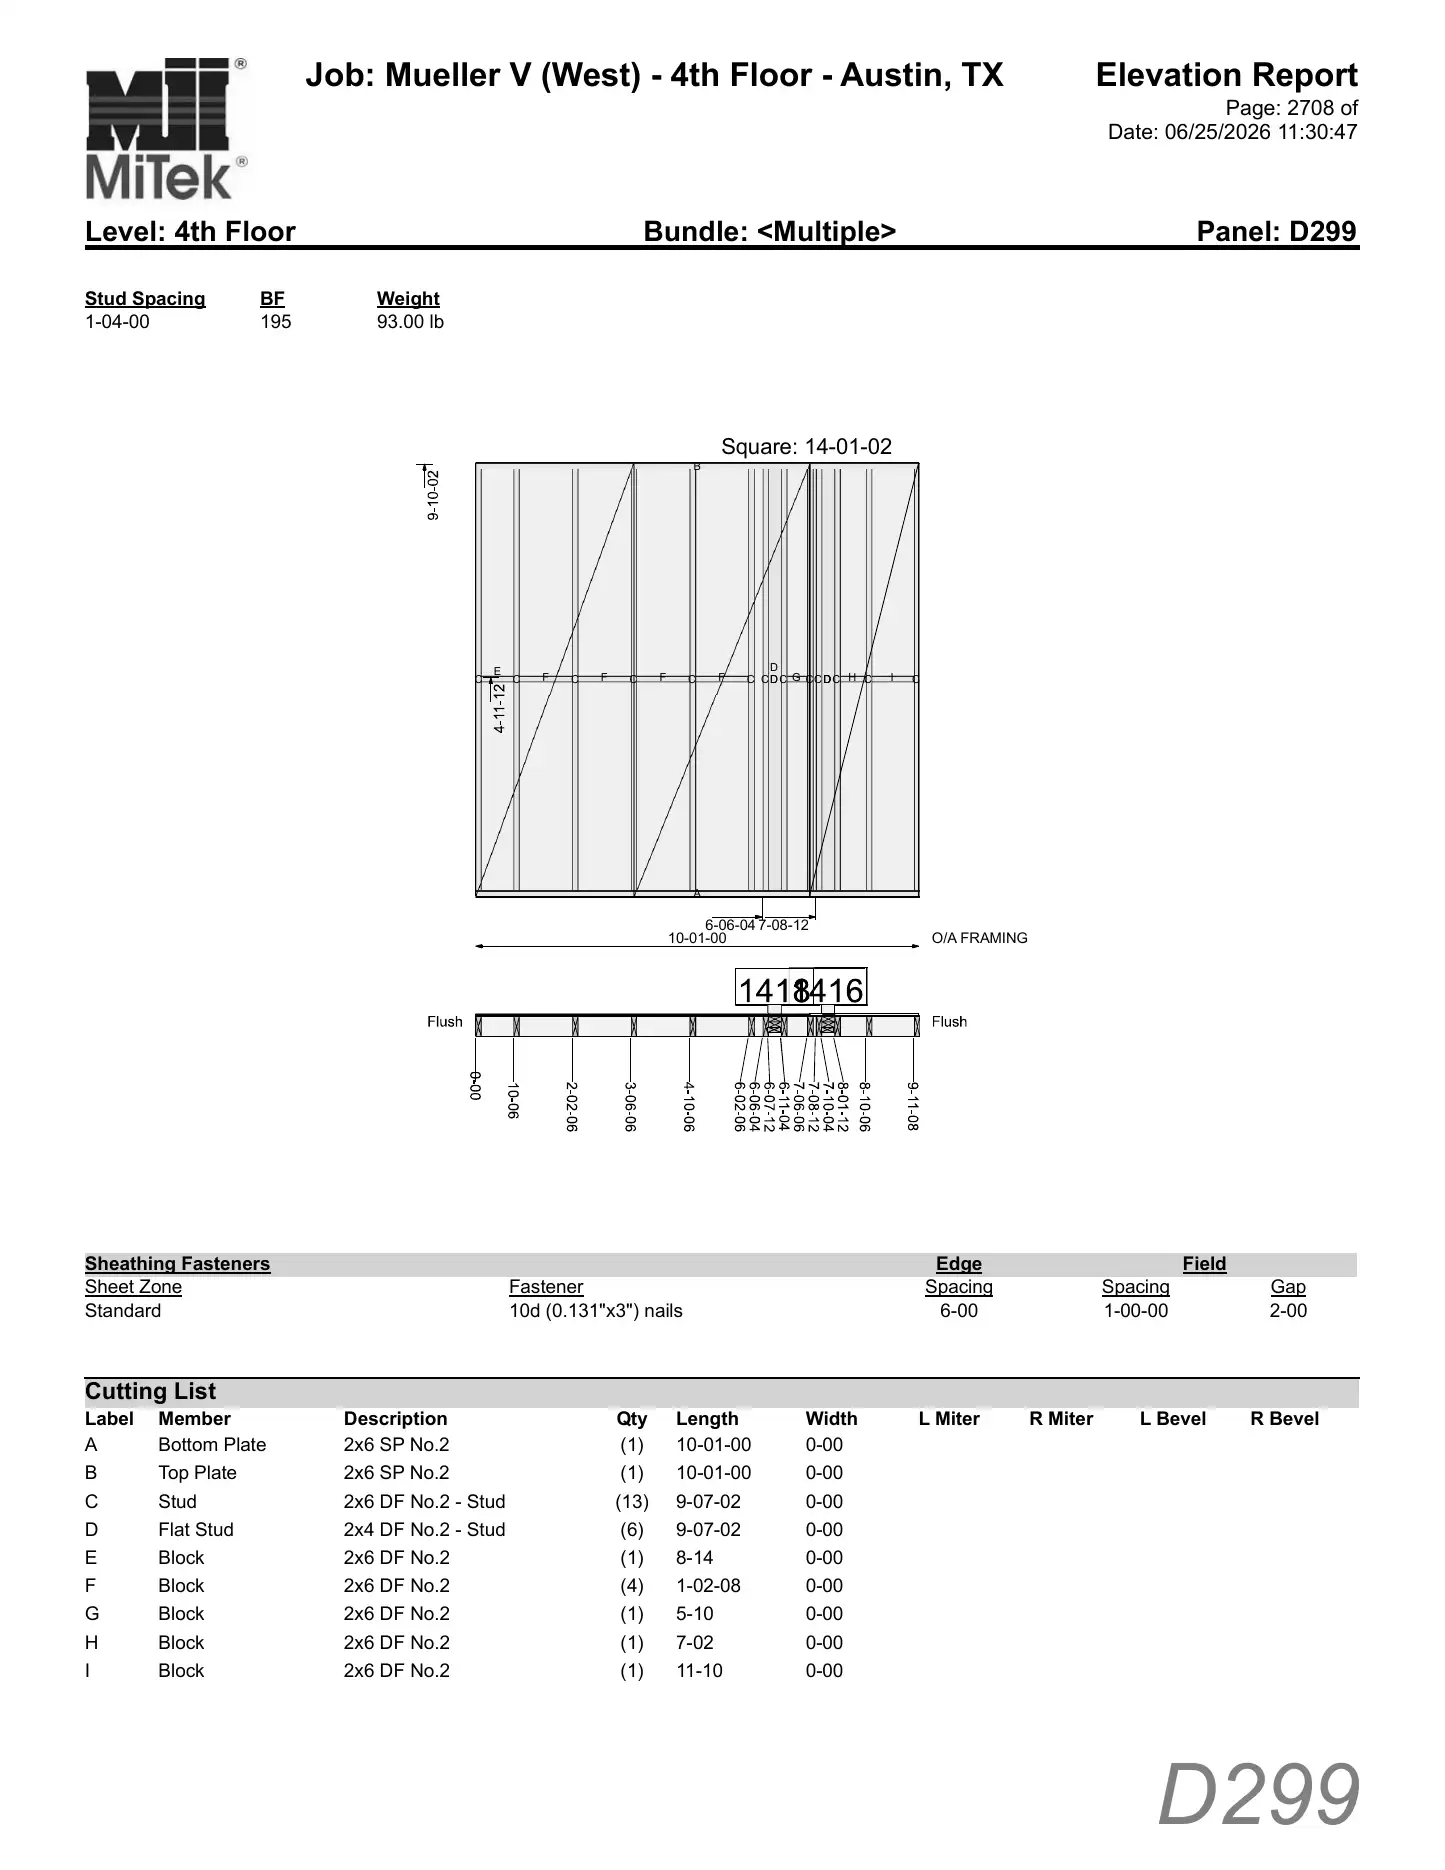 Job: Mueller V (West) - 4th Floor - Austin, TX
Elevation Report
Page: 2708 of
Date: 06/25/2026 11:30:47
MiTek®
Level: 4th Floor Bundle: <Multiple> Panel: D299
Stud Spacing BF Weight
1-04-00 195 93.00 lb
Square: 14-01-02
B
9-10-02
E
D
C C F C F C F C F C C D C G C C D C H C I C
4-11-12
A
6-06-04 7-08-12
10-01-00 O/A FRAMING
1418 1416
Flush Flush
0-00 10-06 2-02-06 3-06-06 4-10-06 6-02-06 6-06-04 6-07-12 6-11-04 7-06-06 7-08-12 7-10-04 8-01-12 8-10-06 9-11-08
Sheathing Fasteners Edge Field
Sheet Zone Fastener Spacing Spacing Gap
Standard 10d (0.131"x3") nails 6-00 1-00-00 2-00
Cutting List
Label Member Description Qty Length Width L Miter R Miter L Bevel R Bevel
A Bottom Plate 2x6 SP No.2 (1) 10-01-00 0-00
B Top Plate 2x6 SP No.2 (1) 10-01-00 0-00
C Stud 2x6 DF No.2 - Stud (13) 9-07-02 0-00
D Flat Stud 2x4 DF No.2 - Stud (6) 9-07-02 0-00
E Block 2x6 DF No.2 (1) 8-14 0-00
F Block 2x6 DF No.2 (4) 1-02-08 0-00
G Block 2x6 DF No.2 (1) 5-10 0-00
H Block 2x6 DF No.2 (1) 7-02 0-00
I Block 2x6 DF No.2 (1) 11-10 0-00
D299